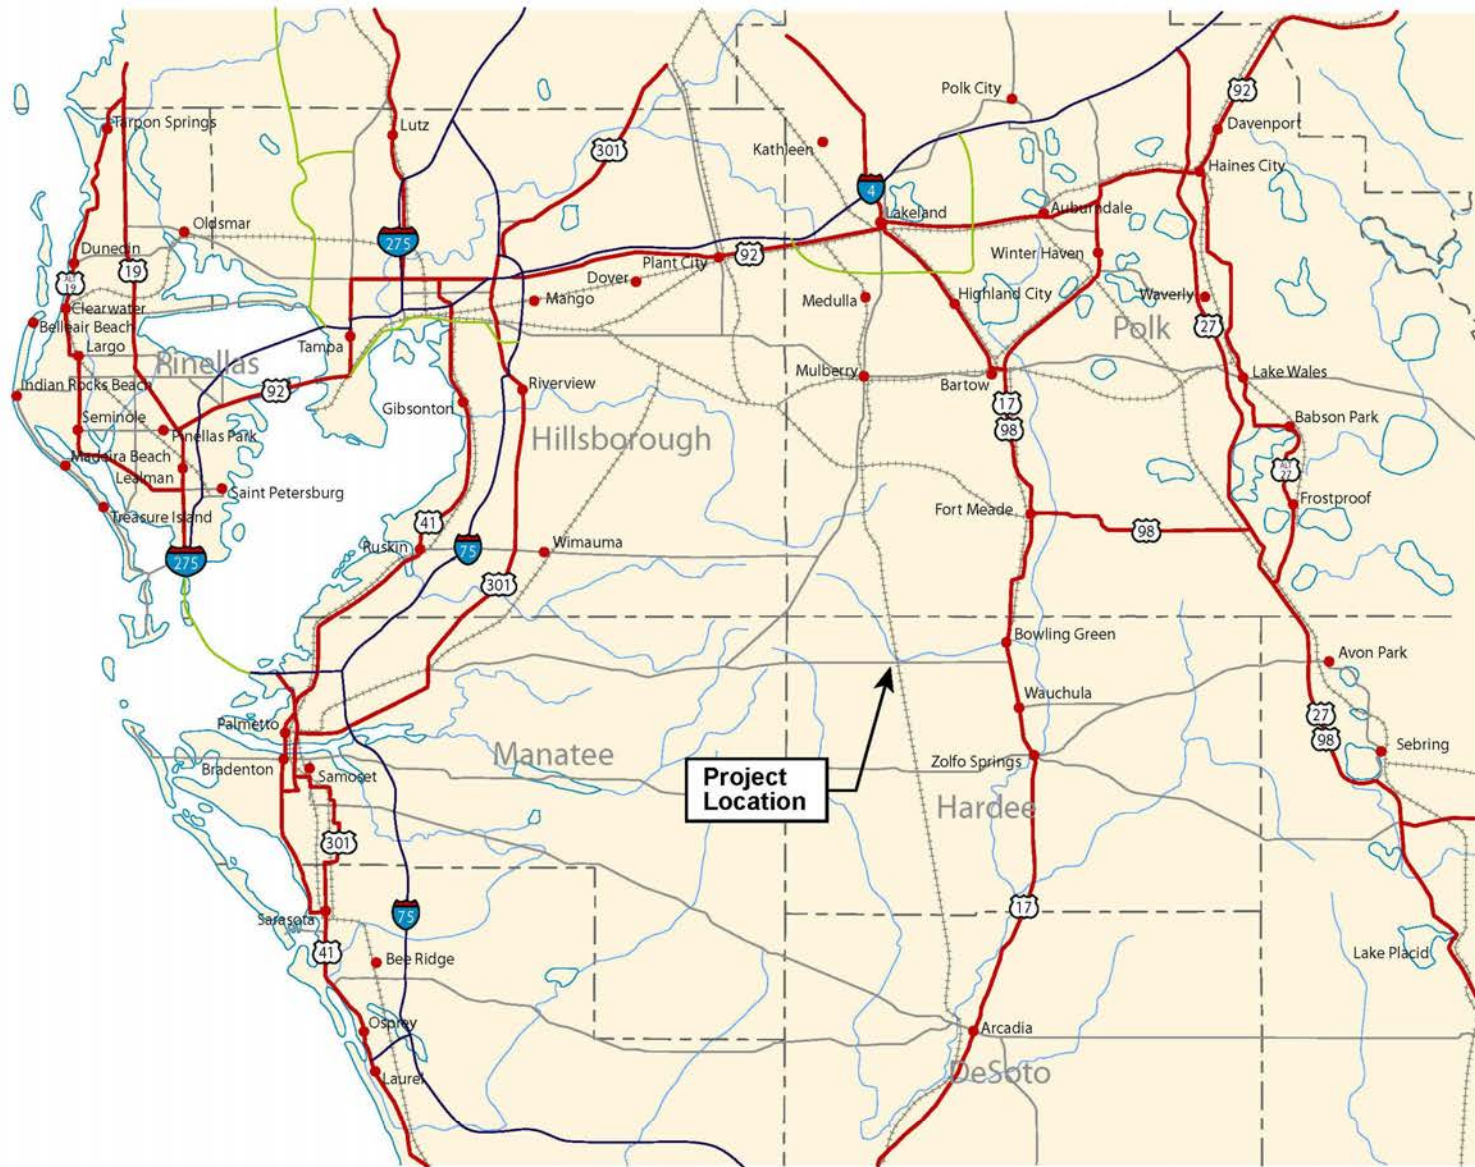 Polk City
92
Tarpon Springs
Lutz
Davenport
301
Kathleen
Haines City
4
Oldsmar
Lakeland
Auburndale
275
Dunedin
Plant City
92
Winter Haven
19
ALT
19
Dover
Mango
Medulla
Highland City
Waverly
Clearwater
Belleair Beach
27
Polk
Largo
Tampa
Pinellas
Mulberry
Bartow
Lake Wales
Indian Rocks Beach
92
Riverview
Gibsonton
17
98
Babson Park
Seminole
Pinellas Park
Hillsborough
Madeira Beach
Lealman
ALT
27
Saint Petersburg
Frostproof
Treasure Island
41
Fort Meade
98
Ruskin
75
Wimauma
275
301
Bowling Green
Avon Park
Wauchula
27
98
Palmetto
Manatee
Sebring
Bradenton
Samoset
Project
Location
Zolfo Springs
Hardee
301
75
17
Sarasota
41
Bee Ridge
Lake Placid
Osprey
Arcadia
Laurel
DeSoto